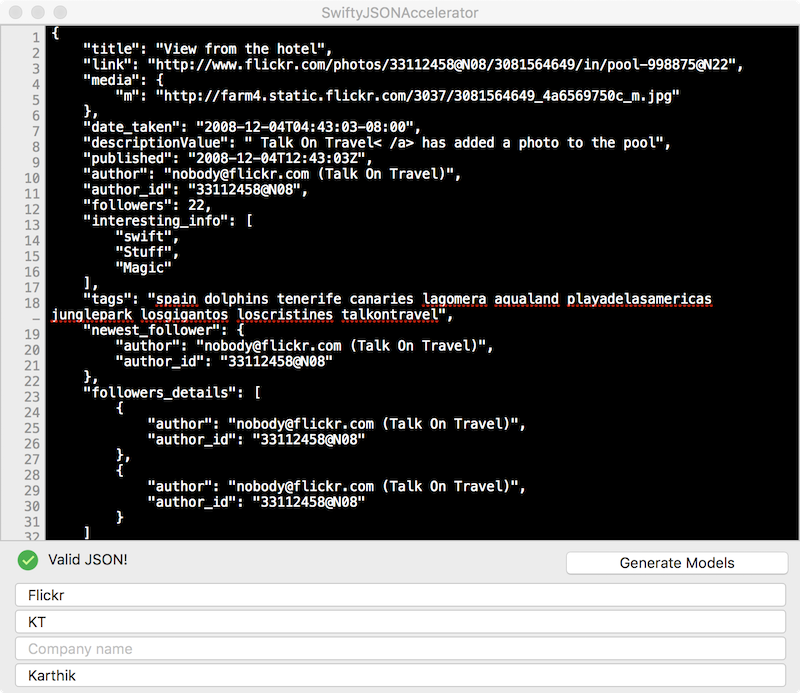 SwiftyJSONAccelerator
1 {
2 "title": "View from the hotel",
3 "link": "http://www.flickr.com/photos/33112458@N08/3081564649/in/pool-998875@N22",
4 "media": {
5 "m": "http://farm4.static.flickr.com/3037/3081564649_4a6569750c_m.jpg"
6 },
7 "date_taken": "2008-12-04T04:43:03-08:00",
8 "descriptionValue": " Talk On Travel< /a> has added a photo to the pool",
9 "published": "2008-12-04T12:43:03Z",
10 "author": "nobody@flickr.com (Talk On Travel)",
11 "author_id": "33112458@N08",
12 "followers": 22,
13 "interesting_info": [
14 "swift",
15 "Stuff",
16 "Magic"
17 ],
18 "tags": "spain dolphins tenerife canaries lagomera aqualand playadelasamericas
– junglepark losgigantos loscristines talkontravel",
19 "newest_follower": {
20 "author": "nobody@flickr.com (Talk On Travel)",
21 "author_id": "33112458@N08"
22 },
23 "followers_details": [
24 {
25 "author": "nobody@flickr.com (Talk On Travel)",
26 "author_id": "33112458@N08"
27 },
28 {
29 "author": "nobody@flickr.com (Talk On Travel)",
30 "author_id": "33112458@N08"
31 }
32 ]
Valid JSON!
Generate Models
Flickr
KT
Company name
Karthik